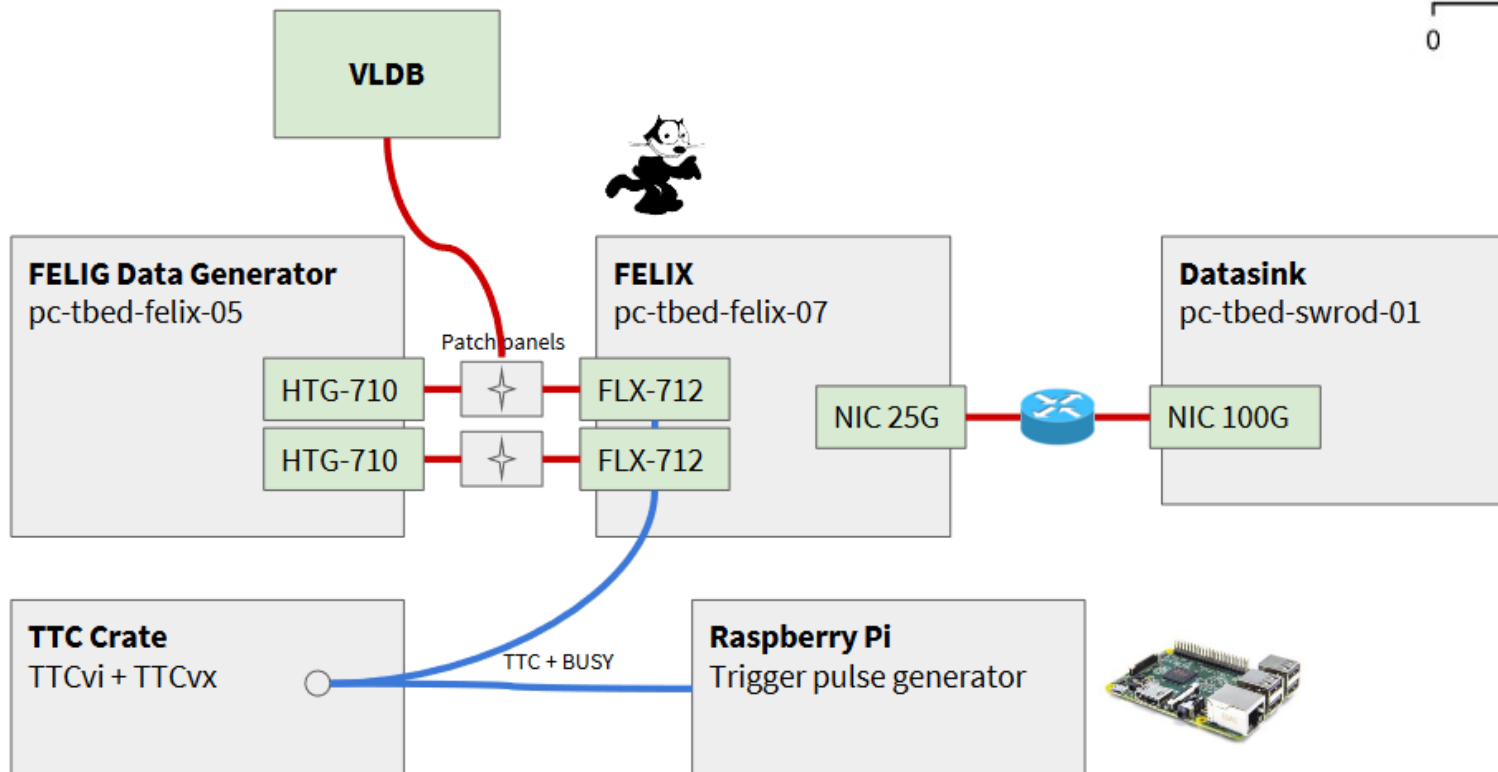 0
VLDB
FELIG Data Generator
pc-tbed-felix-05
FELIX
pc-tbed-felix-07
Datasink
pc-tbed-swrod-01
Patch panels
HTG-710
FLX-712
NIC 25G
NIC 100G
HTG-710
FLX-712
TTC Crate
TTCvi + TTCvx
TTC + BUSY
Raspberry Pi
Trigger pulse generator